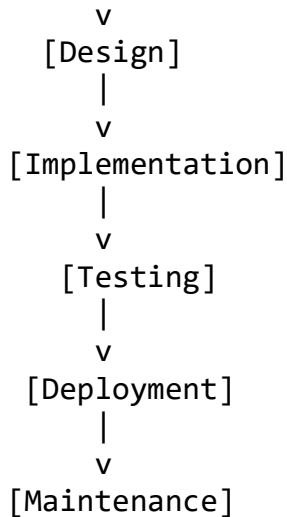 v
[Design]
|
v
[Implementation]
|
v
[Testing]
|
v
[Deployment]
|
v
[Maintenance]